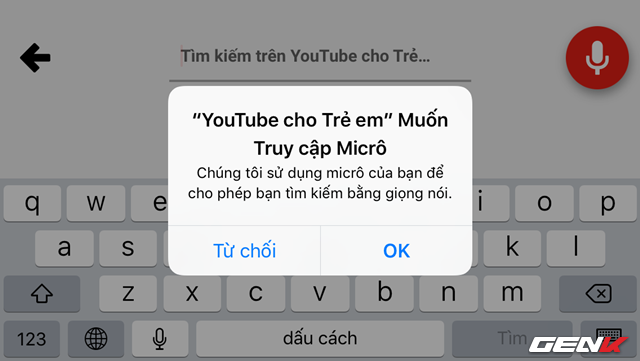 Tìm kiếm trên YouTube cho Trẻ…
“YouTube cho Trẻ em” Muốn
Truy cập Micrô
Chúng tôi sử dụng micrô của bạn để
cho phép bạn tìm kiếm bằng giọng nói.
Từ chối OK
q w e i o p
a s k l
z x c v b n m
123 dấu cách Tìm
GENK